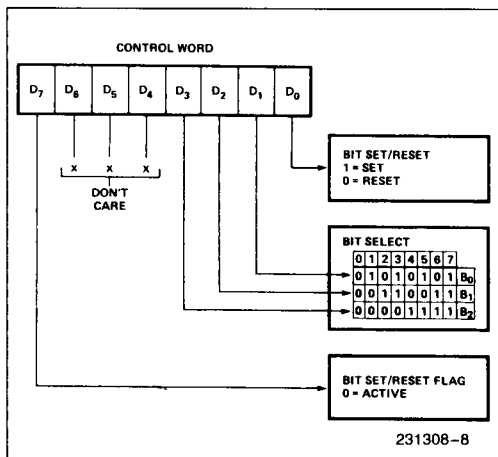 CONTROL WORD
D7 D6 D5 D4 D3 D2 D1 D0
X X X
DON'T
CARE
BIT SET/RESET
1 = SET
0 = RESET
BIT SELECT
0 1 2 3 4 5 6 7
0 1 0 1 0 1 0 1 B0
0 0 1 1 0 0 1 1 B1
0 0 0 0 1 1 1 1 B2
BIT SET/RESET FLAG
0 = ACTIVE
231308-8